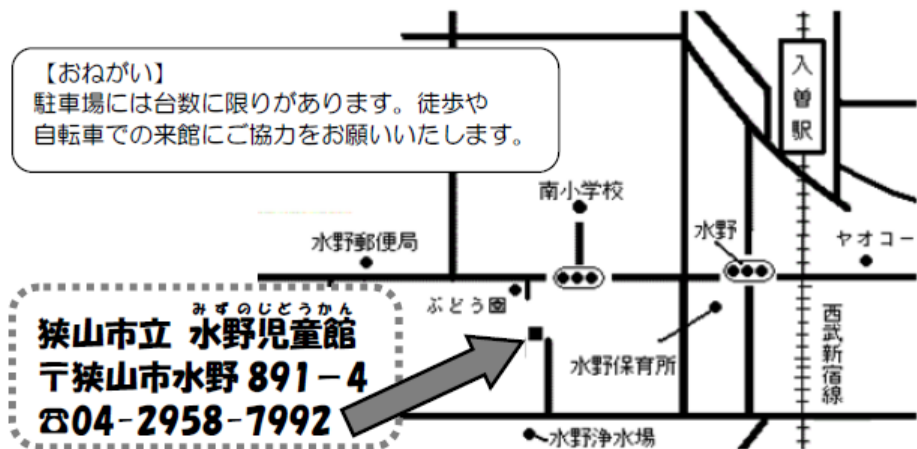 【おねがい】
駐車場には台数に限りがあります。徒歩や
自転車での来館にご協力をお願いいたします。
入曽駅
南小学校
水野
ヤオコー
水野郵便局
ぶどう園
水野保育所
西武新宿線
みずのじどうかん
狭山市立 水野児童館
〒狭山市水野 891-4
☎04-2958-7992
水野浄水場